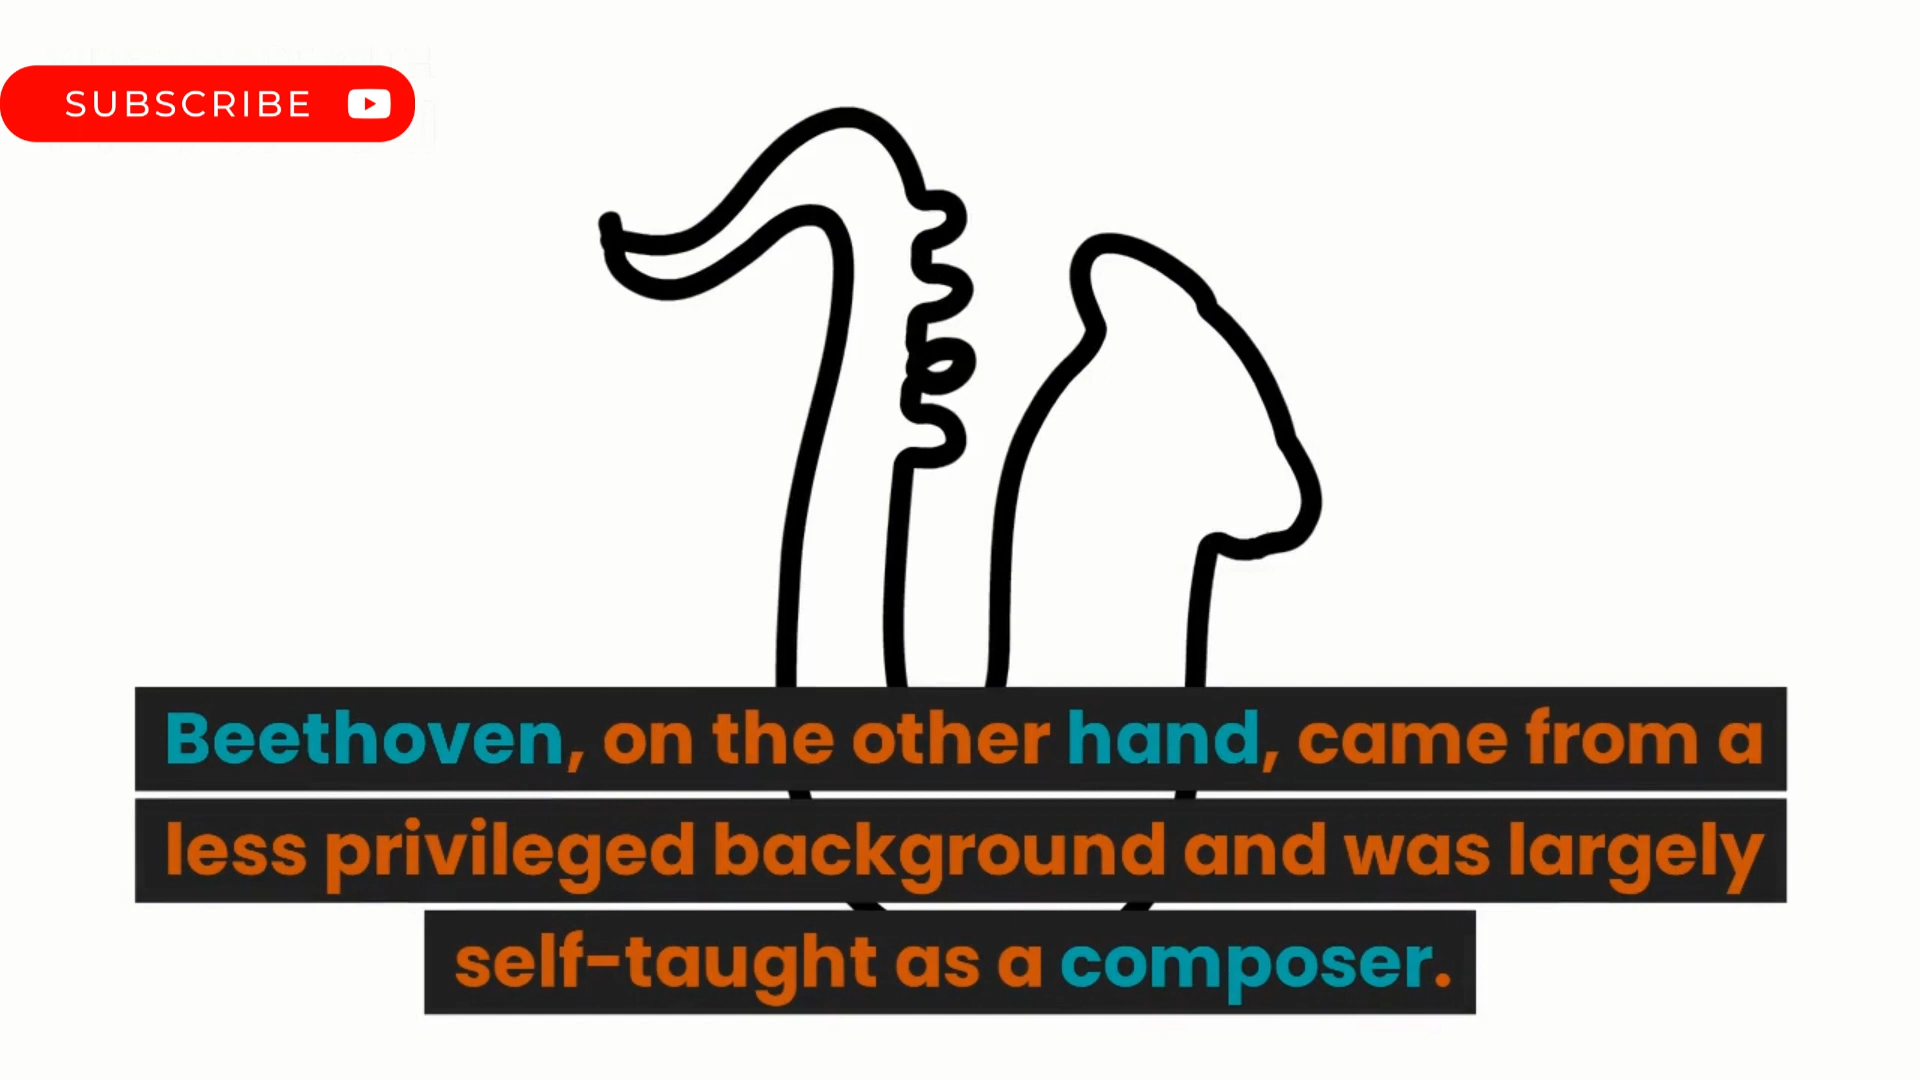 SUBSCRIBE
Beethoven, on the other hand, came from a
less privileged background and was largely
self-taught as a composer.